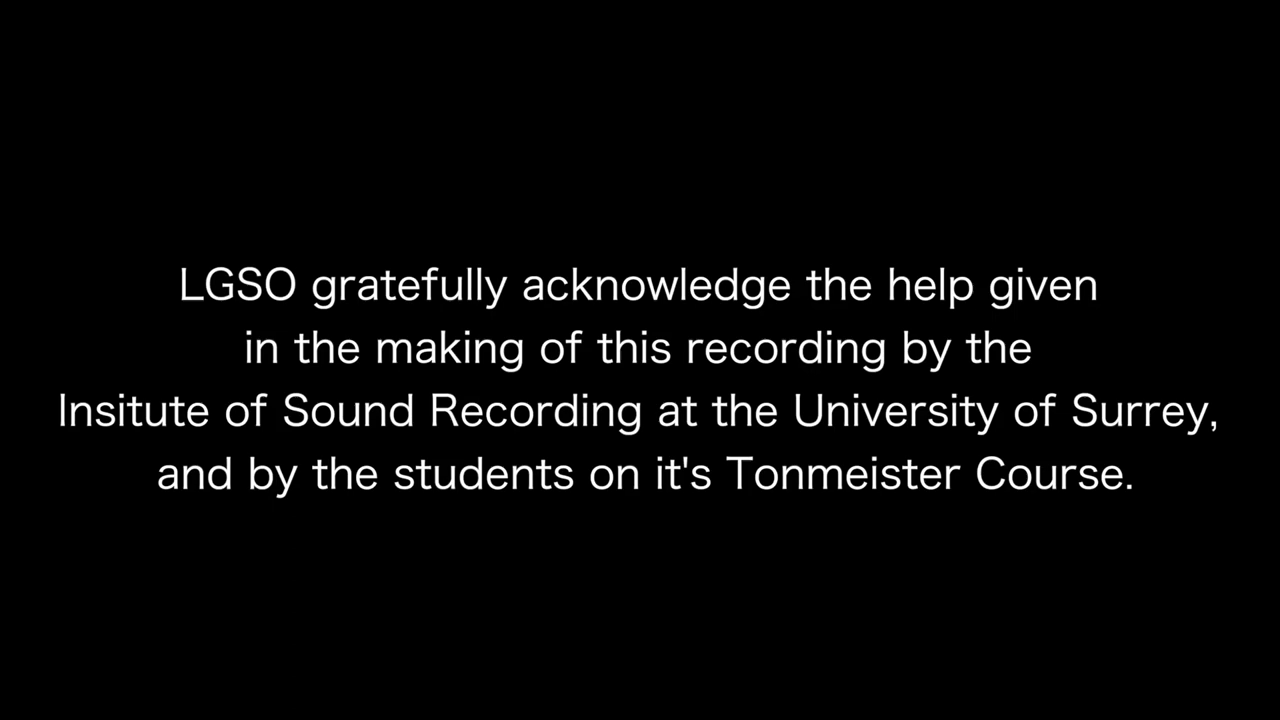 LGSO gratefully acknowledge the help given
in the making of this recording by the
Insitute of Sound Recording at the University of Surrey,
and by the students on it's Tonmeister Course.